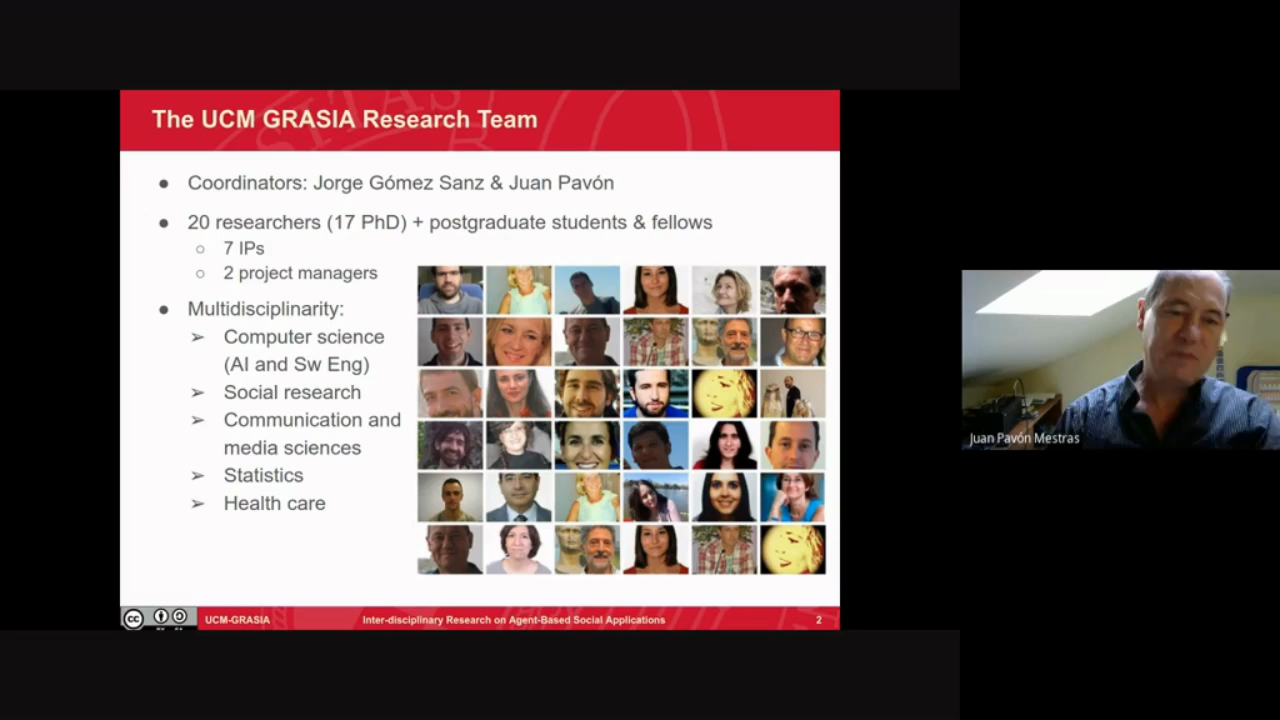 The UCM GRASIA Research Team
● Coordinators: Jorge Gómez Sanz & Juan Pavón
● 20 researchers (17 PhD) + postgraduate students & fellows
○ 7 IPs
○ 2 project managers
● Multidisciplinarity:
➢ Computer science
(AI and Sw Eng)
➢ Social research
➢ Communication and
media sciences
➢ Statistics
➢ Health care
Juan Pavón Mestras
cc
UCM-GRASIA
Inter-disciplinary Research on Agent-Based Social Applications
2